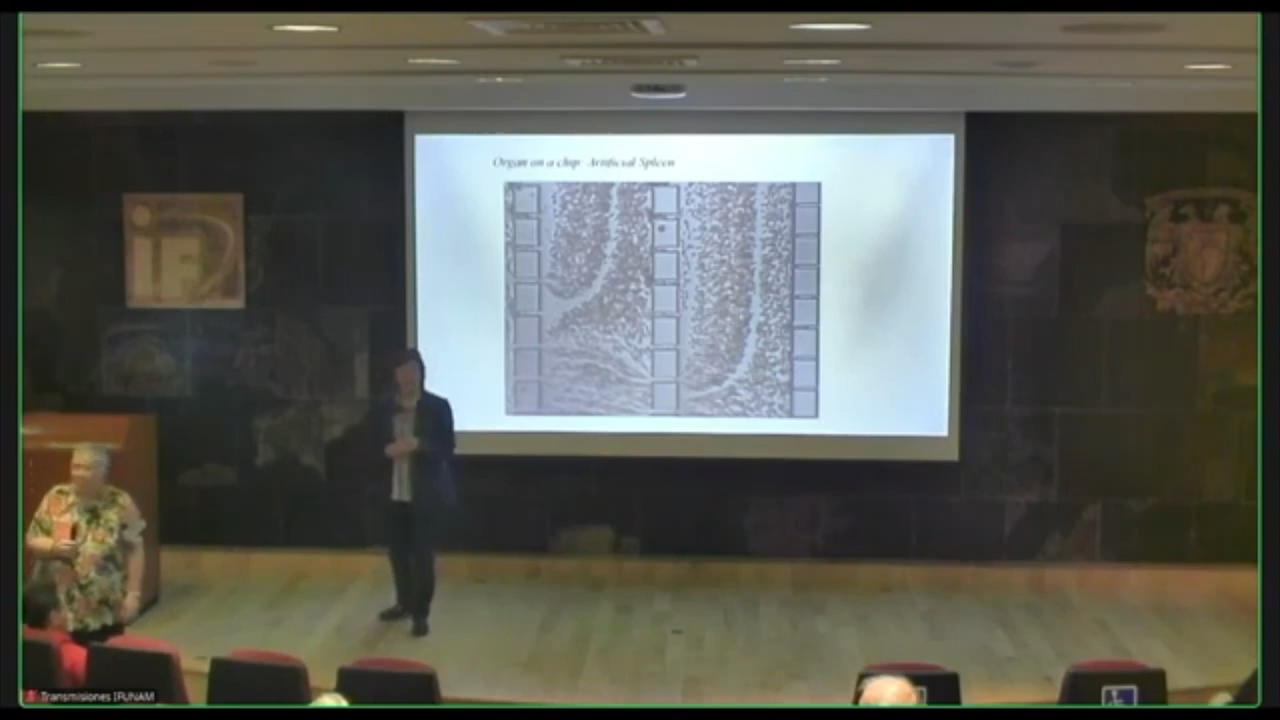 Organ on a chip: Artificial Spleen
iF
Transmisiones IFUNAM